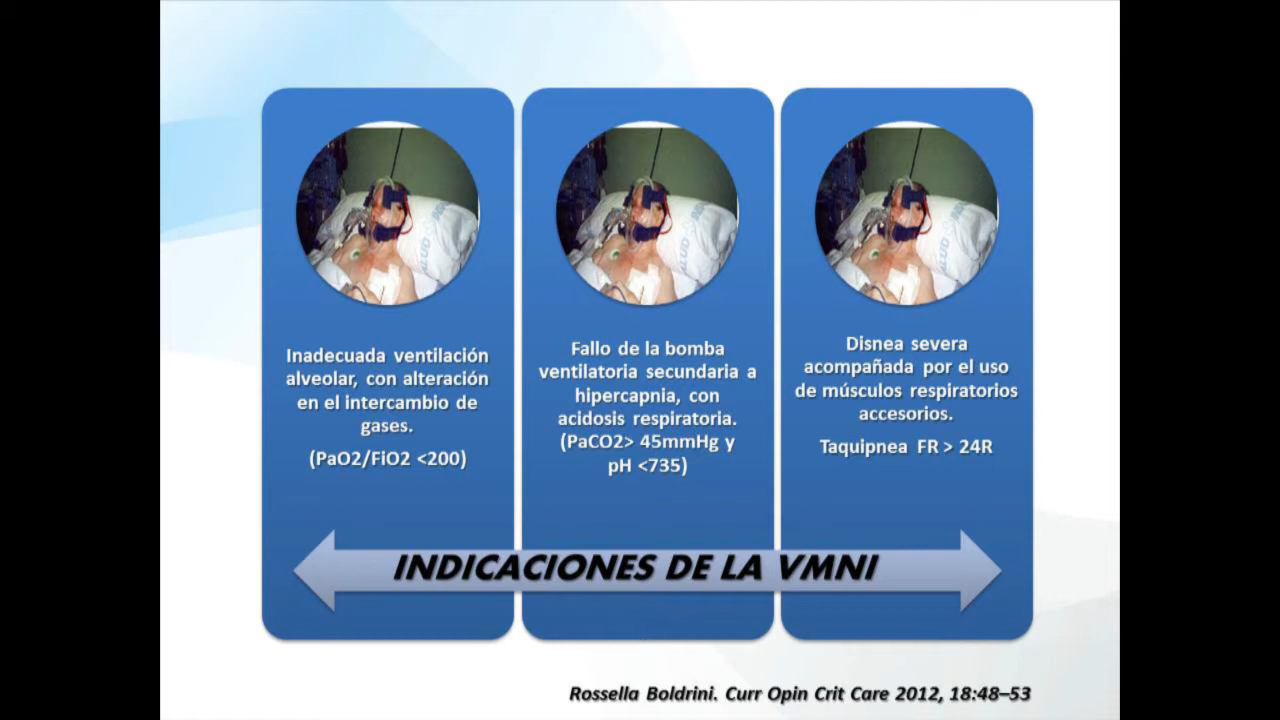 Inadecuada ventilación
alveolar, con alteración
en el intercambio de
gases.
(PaO2/FiO2 <200)
Fallo de la bomba
ventilatoria secundaria a
hipercapnia, con
acidosis respiratoria.
(PaCO2> 45mmHg y
pH <735)
Disnea severa
acompañada por el uso
de músculos respiratorios
accesorios.
Taquipnea FR > 24R
INDICACIONES DE LA VMNI
Rossella Boldrini. Curr Opin Crit Care 2012, 18:48–53